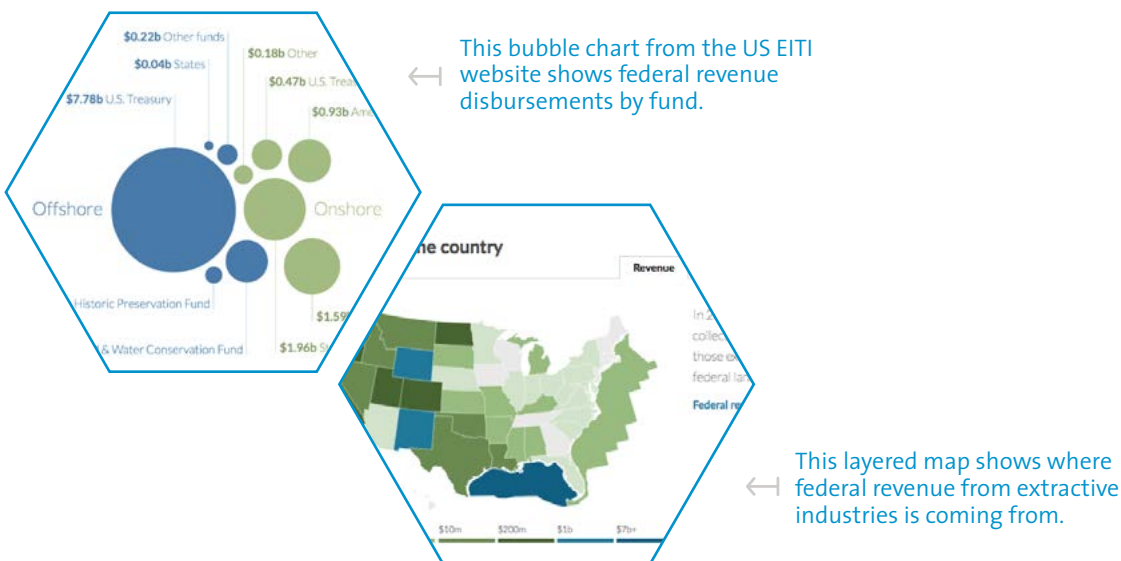 $0.22b Other funds
$0.04b States
$7.78b U.S. Treasury
$0.18b Other
$0.47b U.S. Trea
$0.93b Ame
Offshore
Onshore
Historic Preservation Fund
& Water Conservation Fund
$1.59
$1.96b S
This bubble chart from the US EITI
website shows federal revenue
disbursements by fund.
he country
Revenue
In 2
collec
those ex
federal lan
Federal re
$10m $200m $1b $7b+
This layered map shows where
federal revenue from extractive
industries is coming from.